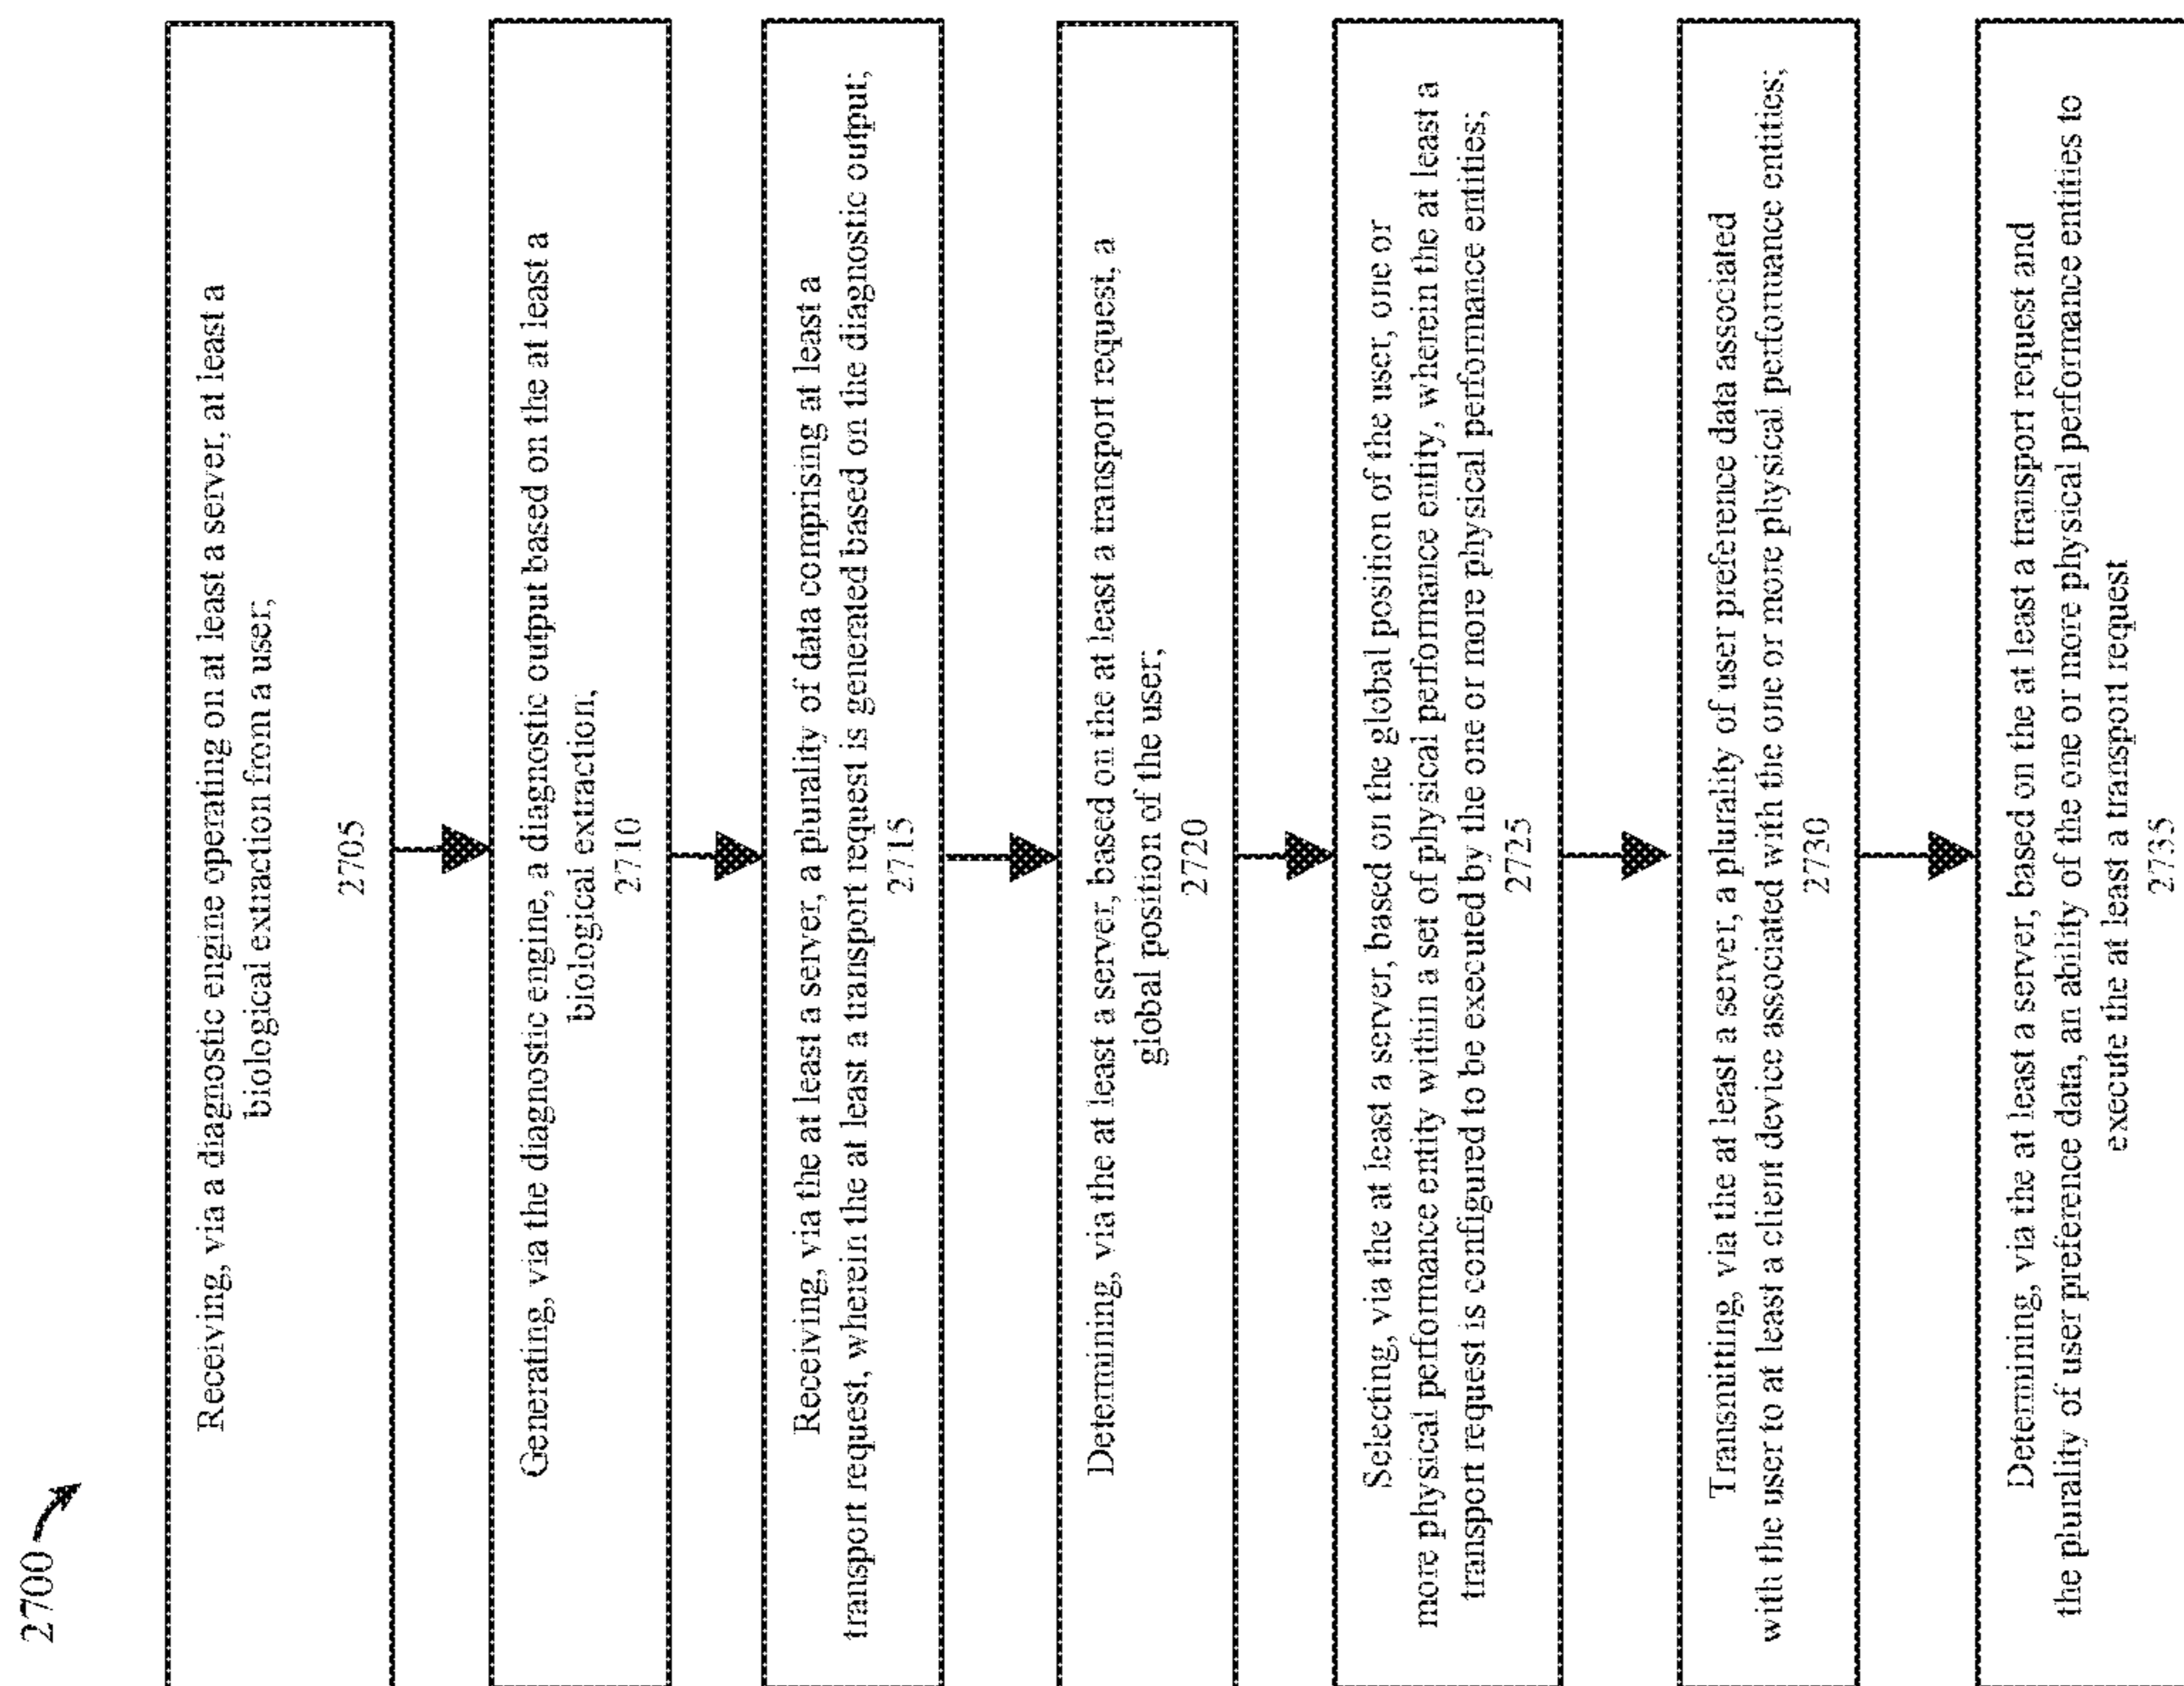 2700
Receiving, via a diagnostic engine operating on at least a server, at least a
biological extraction from a user;
2705
Generating, via the diagnostic engine, a diagnostic output based on the at least a
biological extraction;
2710
Receiving, via the at least a server, a plurality of data comprising at least a
transport request, wherein the at least a transport request is generated based on the diagnostic output;
2715
Determining, via the at least a server, based on the at least a transport request, a
global position of the user;
2720
Selecting, via the at least a server, based on the global position of the user, one or
more physical performance entity within a set of physical performance entity, wherein the at least a
transport request is configured to be executed by the one or more physical performance entities;
2725
Transmitting, via the at least a server, a plurality of user preference data associated
with the user to at least a client device associated with the one or more physical performance entities;
2730
Determining, via the at least a server, based on the at least a transport request and
the plurality of user preference data, an ability of the one or more physical performance entities to
execute the at least a transport request
2735